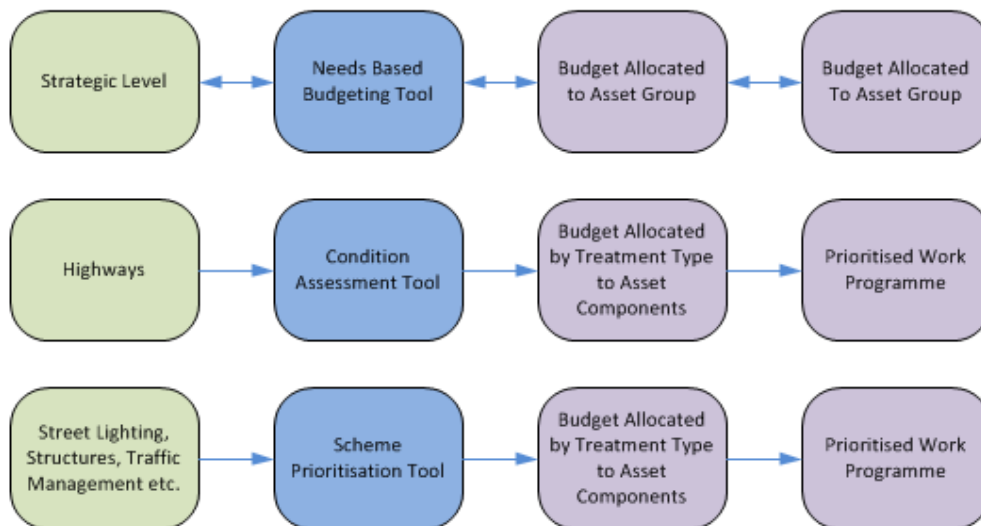 Strategic Level
Needs Based
Budgeting Tool
Budget Allocated
to Asset Group
Budget Allocated
To Asset Group
Highways
Condition
Assessment Tool
Budget Allocated
by Treatment Type
to Asset
Components
Prioritised Work
Programme
Street Lighting,
Structures, Traffic
Management etc.
Scheme
Prioritisation Tool
Budget Allocated
by Treatment Type
to Asset
Components
Prioritised Work
Programme